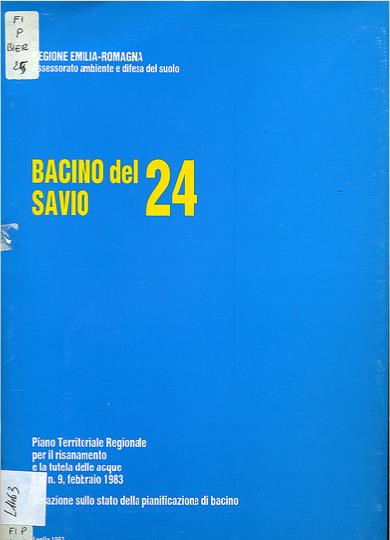 FI
P
BIER
REGIONE EMILIA-ROMAGNA
Assessorato ambiente e difesa del suolo
BACINO del
SAVIO
24
Piano Territoriale Regionale
per il risanamento
e la tutela delle acque
n. 9, febbraio 1983
Relazione sullo stato della pianificazione di bacino
L1463
FI P